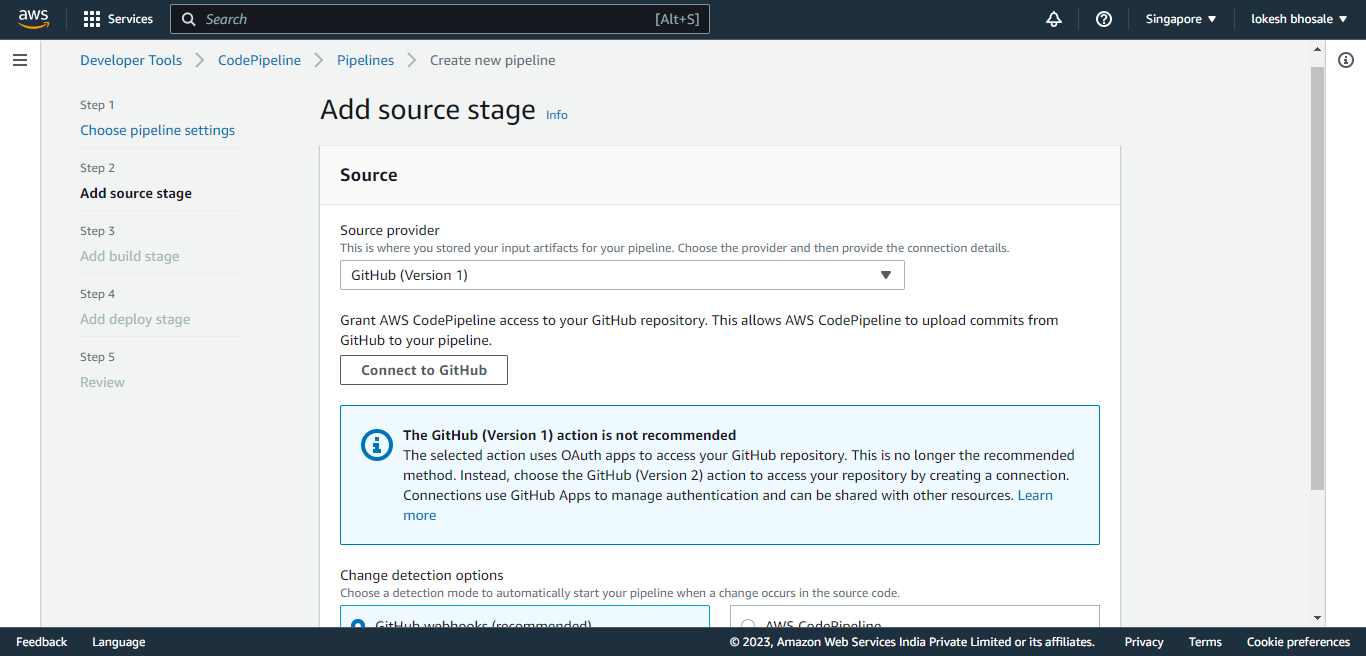 aws
Services
Search [Alt+S]
Singapore
lokesh bhosale
Developer Tools
CodePipeline
Pipelines
Create new pipeline
Step 1
Choose pipeline settings
Step 2
Add source stage
Step 3
Add build stage
Step 4
Add deploy stage
Step 5
Review
Add source stage Info
Source
Source provider
This is where you stored your input artifacts for your pipeline. Choose the provider and then provide the connection details.
GitHub (Version 1)
Grant AWS CodePipeline access to your GitHub repository. This allows AWS CodePipeline to upload commits from
GitHub to your pipeline.
Connect to GitHub
The GitHub (Version 1) action is not recommended
The selected action uses OAuth apps to access your GitHub repository. This is no longer the recommended
method. Instead, choose the GitHub (Version 2) action to access your repository by creating a connection.
Connections use GitHub Apps to manage authentication and can be shared with other resources. Learn
more
Change detection options
Choose a detection mode to automatically start your pipeline when a change occurs in the source code.
GitHub webhooks (recommended)
AWS CodePipeline
Feedback
Language
© 2023, Amazon Web Services India Private Limited or its affiliates.
Privacy
Terms
Cookie preferences